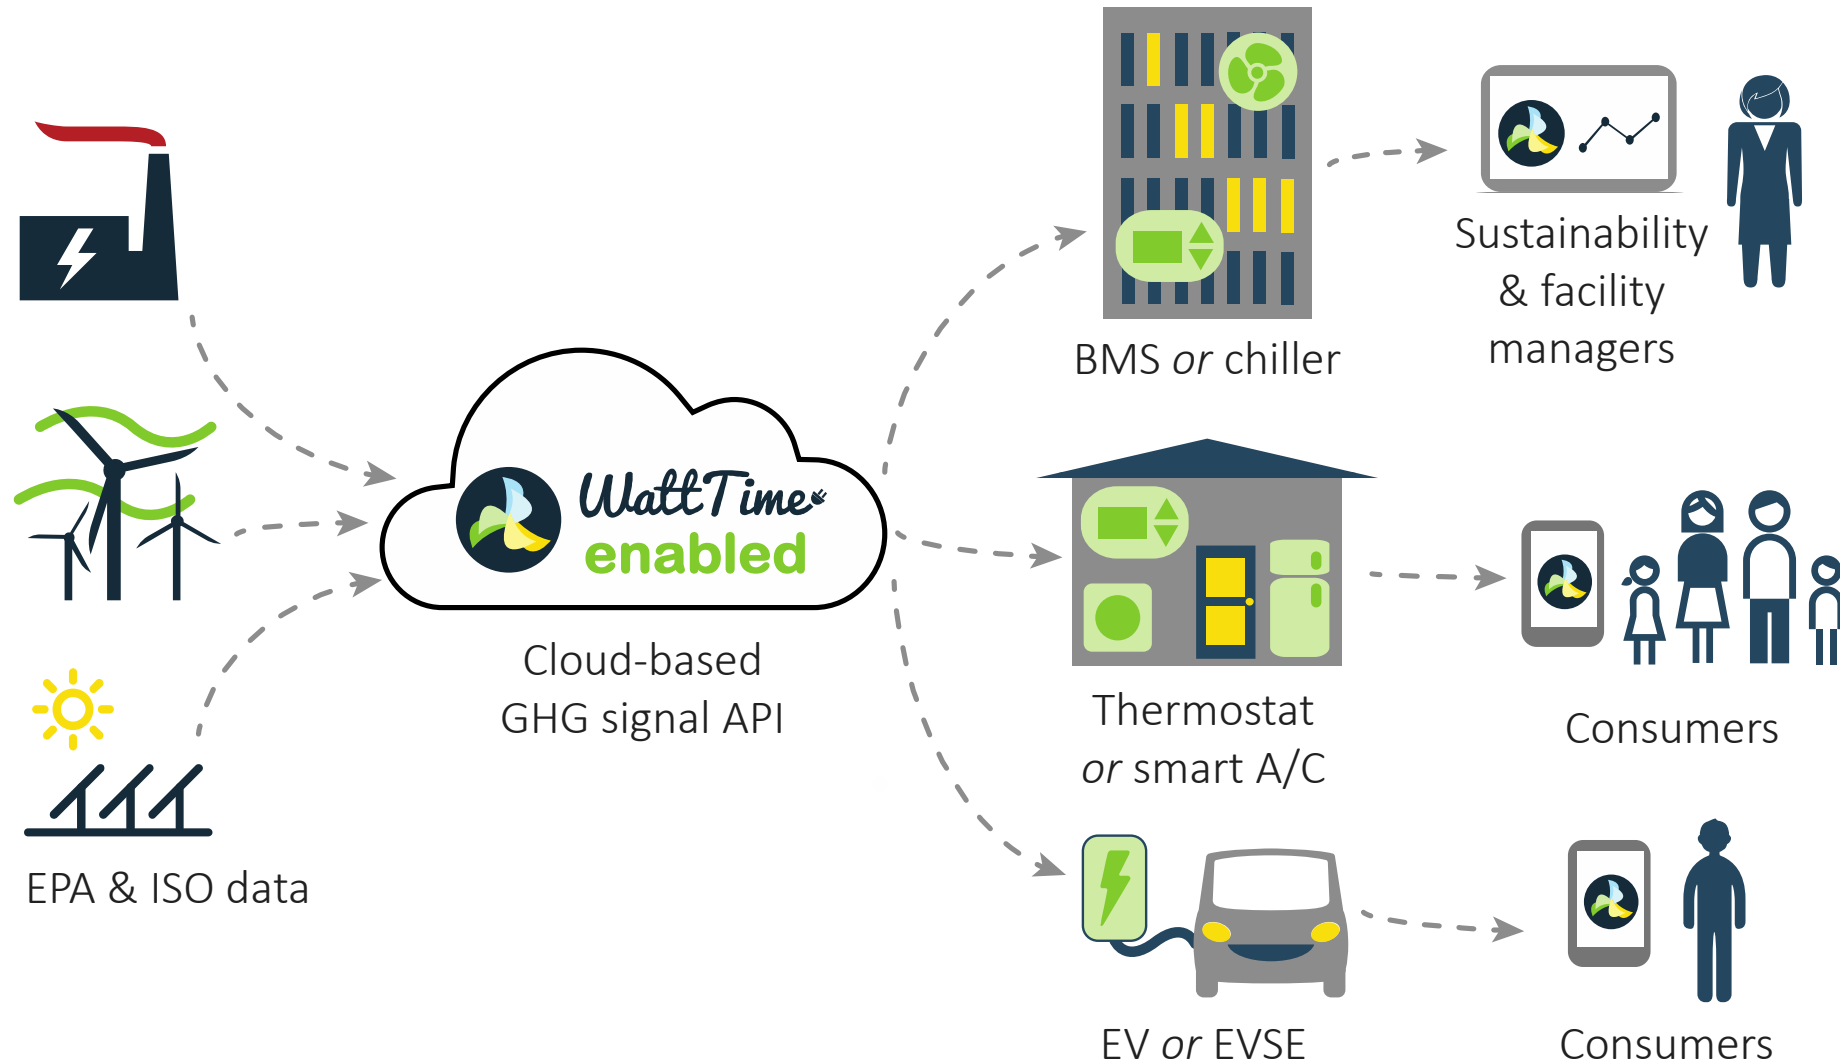 EPA & ISO data
WattTime
enabled
Cloud-based
GHG signal API
BMS or chiller
Sustainability
& facility
managers
Thermostat
or smart A/C
Consumers
EV or EVSE
Consumers